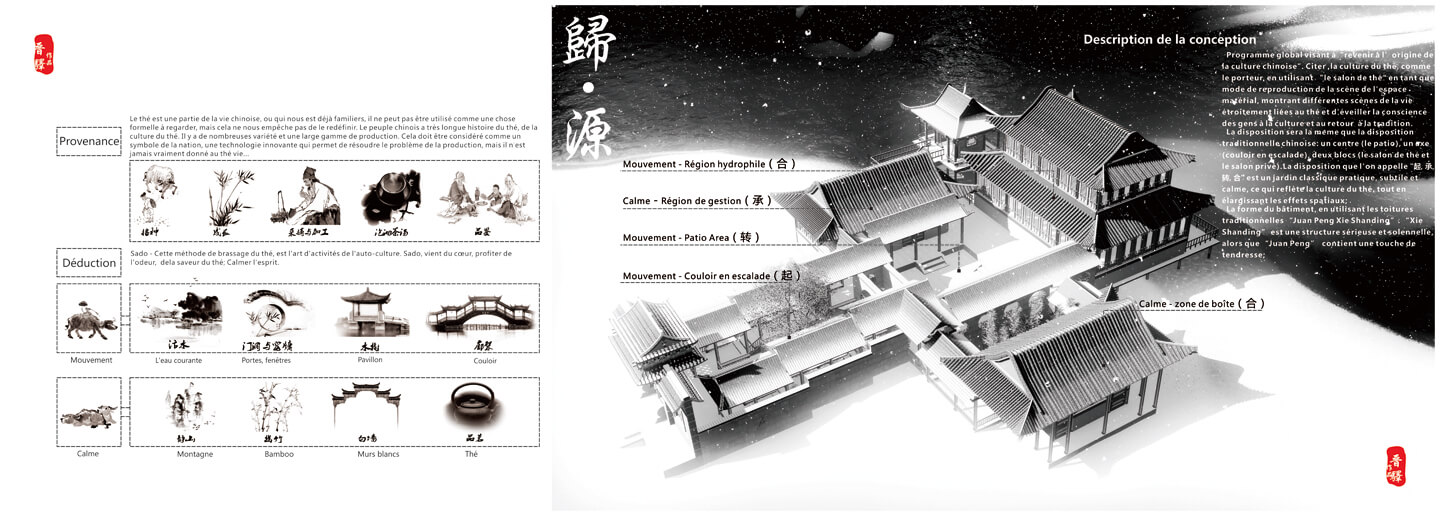 晋驛
作品
Provenance
Le thé est une partie de la vie chinoise, ou qui nous est déjà familiers, il ne peut pas être utilisé comme une chose
formelle à regarder, mais cela ne nous empêche pas de le redéfinir. Le peuple chinois a très longue histoire du thé, de la
culture du thé. Il y a de nombreuses variété et une large gamme de production. Cela doit être considéré comme un
symbole de la nation, une technologie innovante qui permet de résoudre le problème de la production, mais il n'est
jamais vraiment donné au thé vie...
播种
成长
采摘与加工
泡汹茶汤
品鉴
Déduction
Sado - Cette méthode de brassage du thé, est l'art d'activités de l'auto-culture. Sado, vient du cœur, profiter de
l'odeur, dela saveur du thé; Calmer l'esprit.
活水
门洞与窗棂
水榭
廊架
Mouvement
L'eau courante
Portes, fenêtres
Pavillon
Couloir
静山
翠竹
白墙
品茗
Calme
Montagne
Bamboo
Murs blancs
Thé
歸·源
Description de la conception
Programme global visant à "revenir à l'origine de
la culture chinoise". Citer la culture du thé, comme
le porteur, en utilisant "le salon de thé" en tant que
mode de reproduction de la scène de l'espace
matérial, montrant différentes scènes de la vie
étroitement liées au thé et d'éveiller la conscience
des gens à la culture et au retour à la tradition.
La disposition sera la même que la disposition
traditionnelle chinoise: un centre (le patio), un axe
(couloir en escalade), deux blocs (le salon de thé et
le salon privé).La disposition que l'on appelle "起, 承,
转, 合" est un jardin classique pratique, subtile et
calme, ce qui reflète la culture du thé, tout en
élargissant les effets spatiaux;
La forme du bâtiment, en utilisant les toitures
traditionnelles "Juan Peng Xie Shanding" : "Xie
Shanding" est une structure sérieuse et solennelle,
alors que "Juan Peng" contient une touche de
tendresse;
Mouvement - Région hydrophile ( 合 )
Calme - Région de gestion ( 承 )
Mouvement - Patio Area ( 转 )
Mouvement - Couloir en escalade ( 起 )
Calme - zone de boîte ( 合 )
晋驛
作品